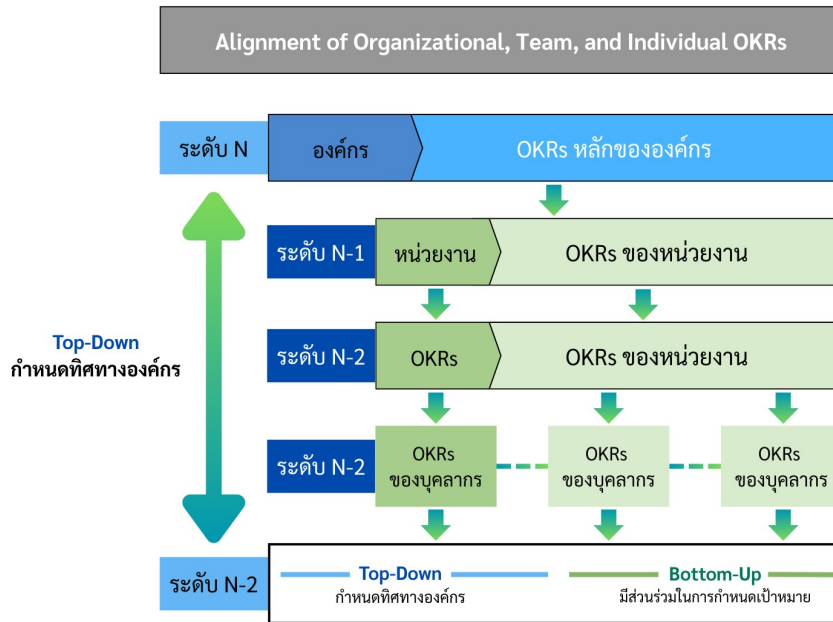 Alignment of Organizational, Team, and Individual OKRs
ระดับ N
องค์กร
OKRs หลักขององค์กร
ระดับ N-1
หน่วยงาน
OKRs ของหน่วยงาน
Top-Down
กำหนดทิศทางองค์กร
ระดับ N-2
OKRs
OKRs ของหน่วยงาน
ระดับ N-2
OKRs
ของบุคลากร
OKRs
ของบุคลากร
OKRs
ของบุคลากร
ระดับ N-2
Top-Down
กำหนดทิศทางองค์กร
Bottom-Up
มีส่วนร่วมในการกำหนดเป้าหมาย